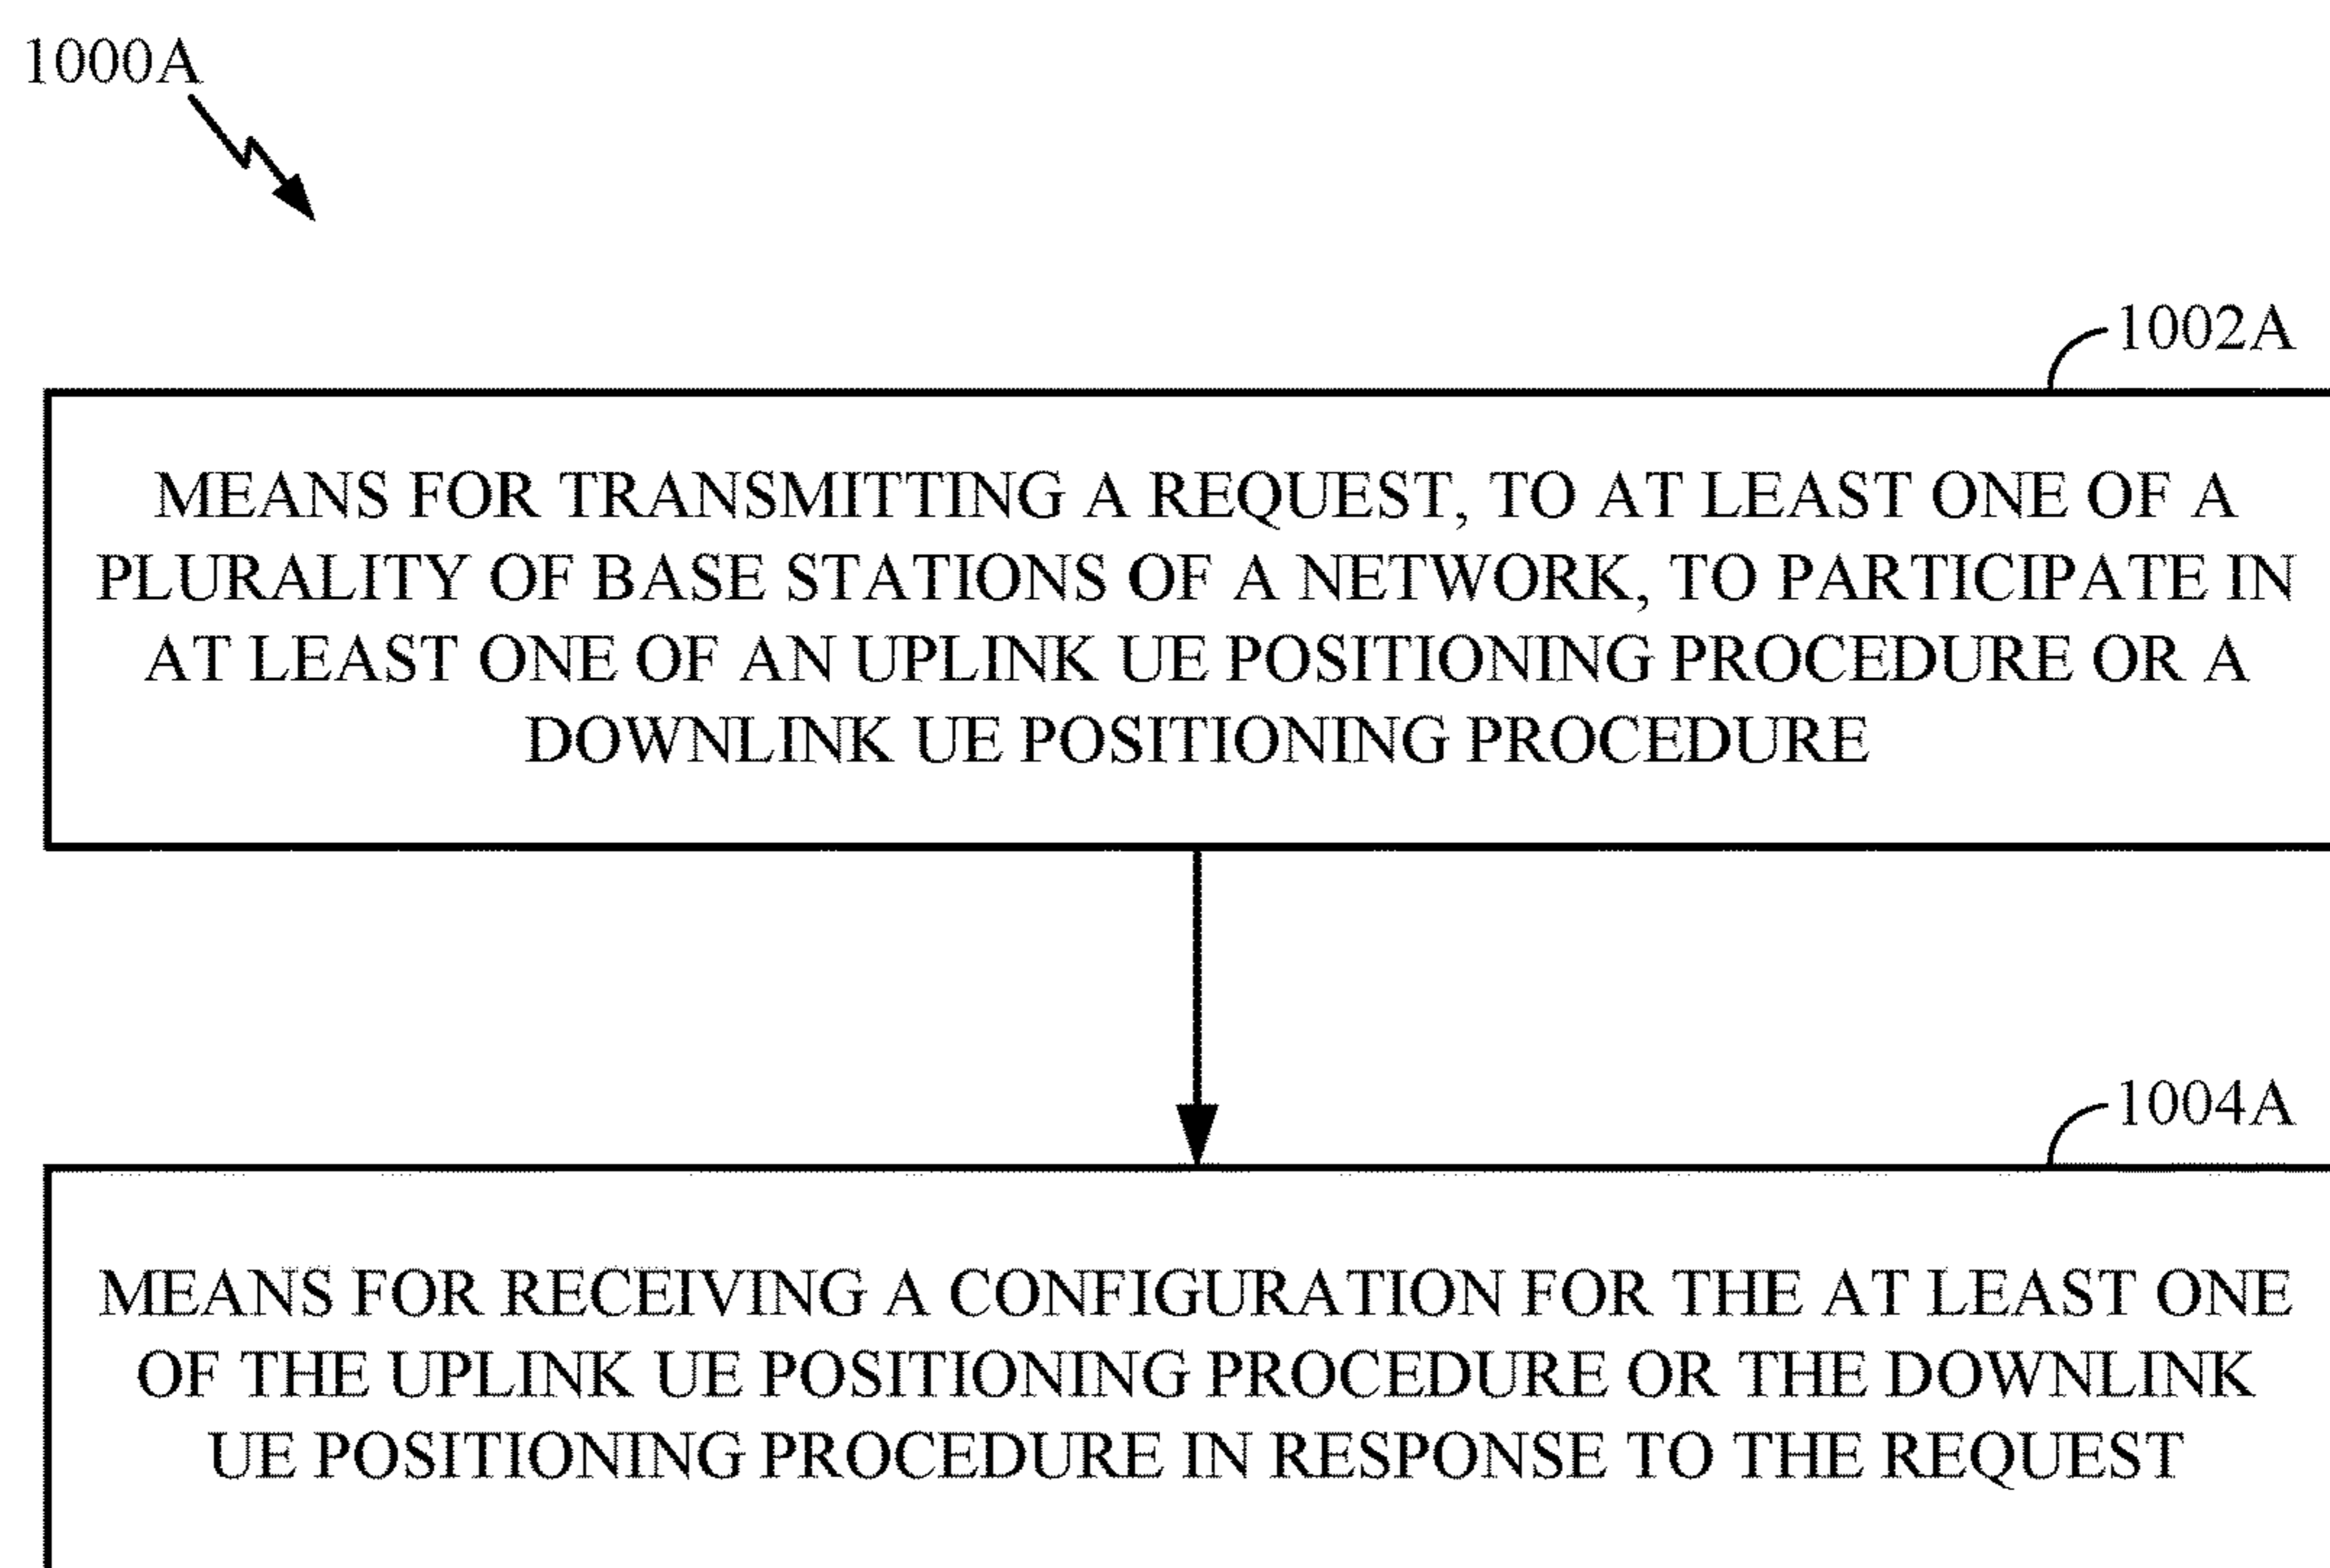 1000A
1002A
MEANS FOR TRANSMITTING A REQUEST, TO AT LEAST ONE OF A
PLURALITY OF BASE STATIONS OF A NETWORK, TO PARTICIPATE IN
AT LEAST ONE OF AN UPLINK UE POSITIONING PROCEDURE OR A
DOWNLINK UE POSITIONING PROCEDURE
1004A
MEANS FOR RECEIVING A CONFIGURATION FOR THE AT LEAST ONE
OF THE UPLINK UE POSITIONING PROCEDURE OR THE DOWNLINK
UE POSITIONING PROCEDURE IN RESPONSE TO THE REQUEST